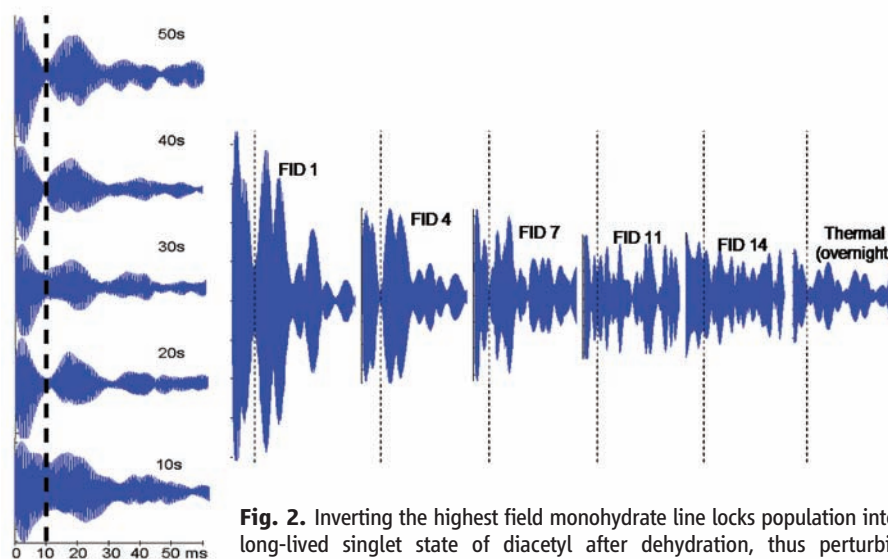 50s
40s
30s
20s
10s
0 10 20 30 40 50 ms
FID 1
FID 4
FID 7
FID 11
FID 14
Thermal
(overnight
Fig. 2. Inverting the highest field monohydrate line locks population into
long-lived singlet state of diacetyl after dehydration, thus perturby